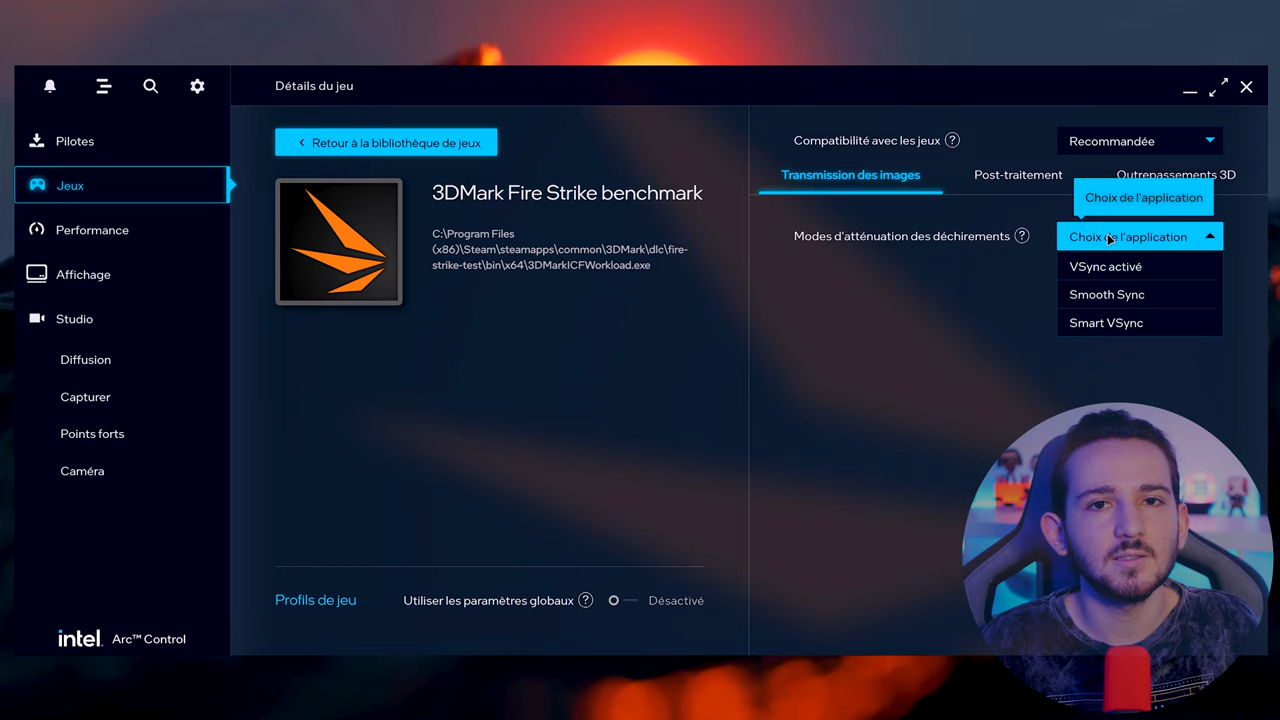 Détails du jeu
Pilotes
Jeux
Performance
Affichage
Studio
Diffusion
Capturer
Points forts
Caméra
intel. Arc™ Control
Retour à la bibliothèque de jeux
3DMark Fire Strike benchmark
C:\Program Files
(x86)\Steam\steamapps\common\3DMark\dlc\fire-
strike-test\bin\x64\3DMarkICFWorkload.exe
Profils de jeu
Utiliser les paramètres globaux ?
Désactivé
Compatibilité avec les jeux ?
Recommandée
Transmission des images
Post-traitement
Outrepassements 3D
Choix de l'application
Modes d'atténuation des déchirements ?
Choix de l'application
VSync activé
Smooth Sync
Smart VSync